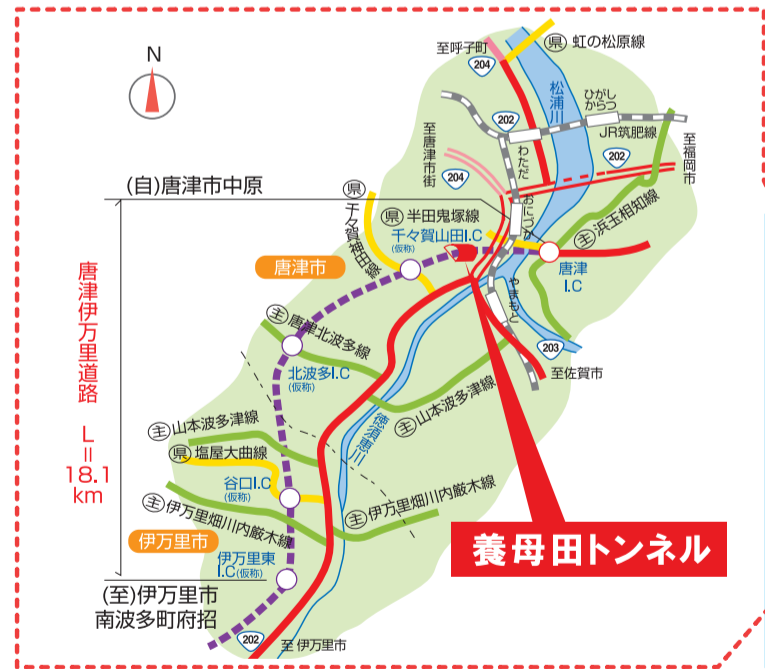 N
至呼子町
204
県 虹の松原線
松浦川
ひがし
からつ
202
JR筑肥線
至唐津市街
わただ
202
至福岡市
204
(自)唐津市中原
県
千々賀神田線
県 半田鬼塚線
おにづか
主 浜玉相知線
千々賀山田I.C
(仮称)
唐津市
唐津
I.C
やまもと
唐津伊万里道路 L=18.1km
主 唐津北波多線
203
至佐賀市
北波多I.C
(仮称)
主 山本波多津線
徳須恵川
主 山本波多津線
県 塩屋大曲線
谷口I.C
(仮称)
主 伊万里畑川内厳木線
主 伊万里畑川内厳木線
養母田トンネル
伊万里市
伊万里東
I.C(仮称)
(至)伊万里市
南波多町府招
202
至 伊万里市